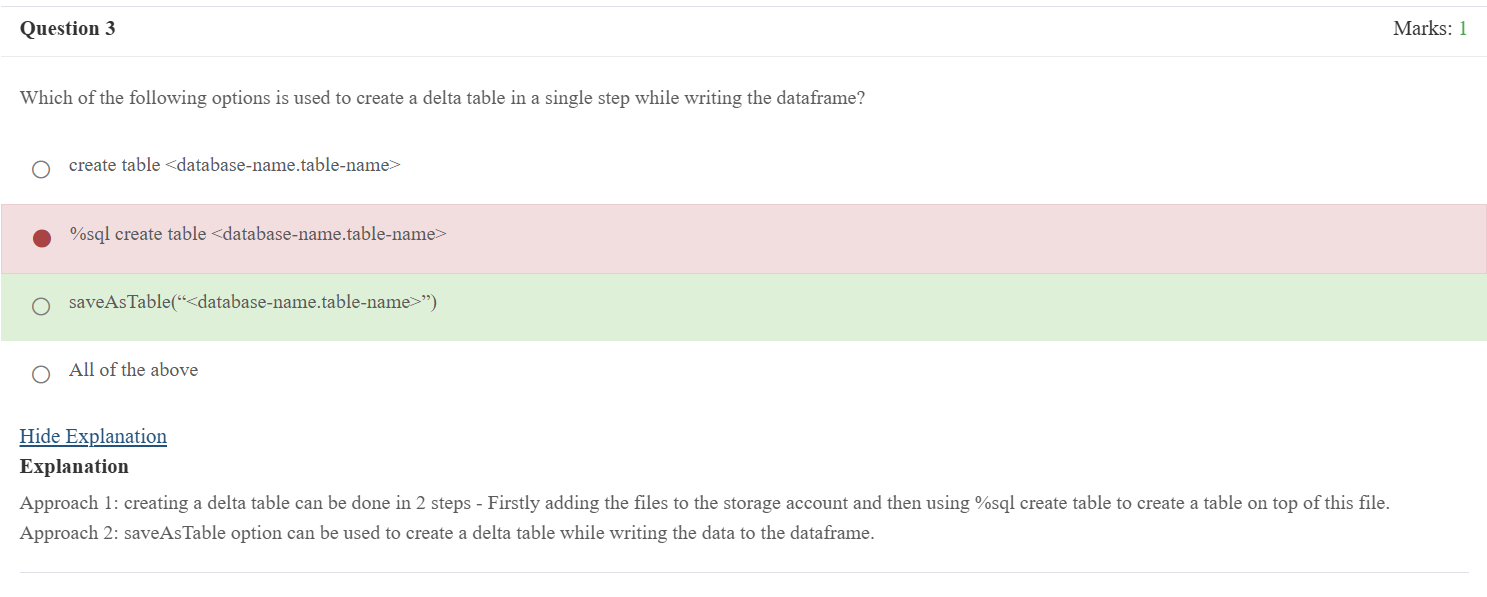 Question 3
Marks: 1
Which of the following options is used to create a delta table in a single step while writing the dataframe?
create table <database-name.table-name>
%sql create table <database-name.table-name>
saveAsTable(“<database-name.table-name>”)
All of the above
Hide Explanation
Explanation
Approach 1: creating a delta table can be done in 2 steps - Firstly adding the files to the storage account and then using %sql create table to create a table on top of this file.
Approach 2: saveAsTable option can be used to create a delta table while writing the data to the dataframe.